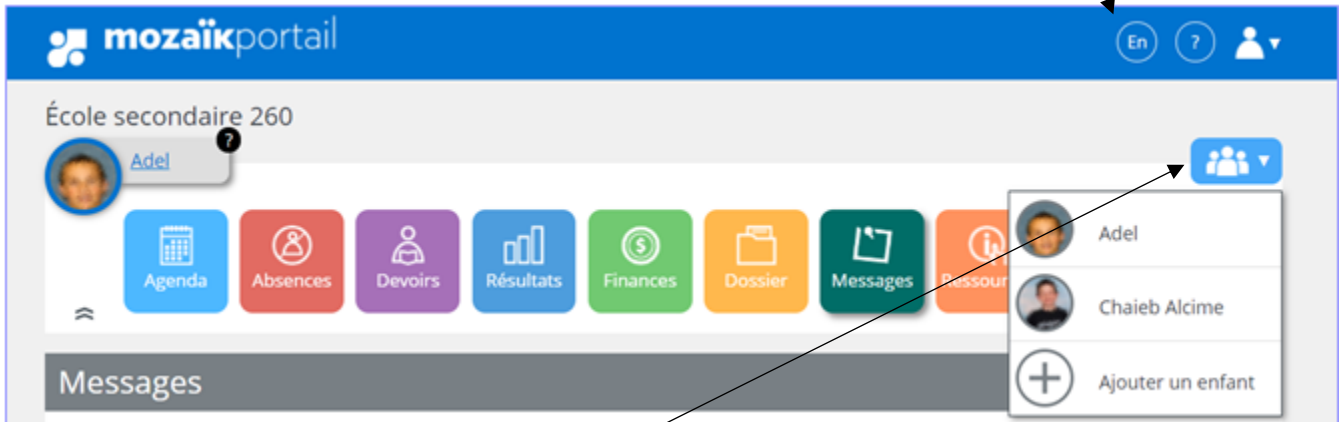 mozaïkportail
En ?
École secondaire 260
?
Adel
Agenda Absences Devoirs Résultats Finances Dossier Messages
Adel
Chaieb Alcime
Ajouter un enfant
Messages